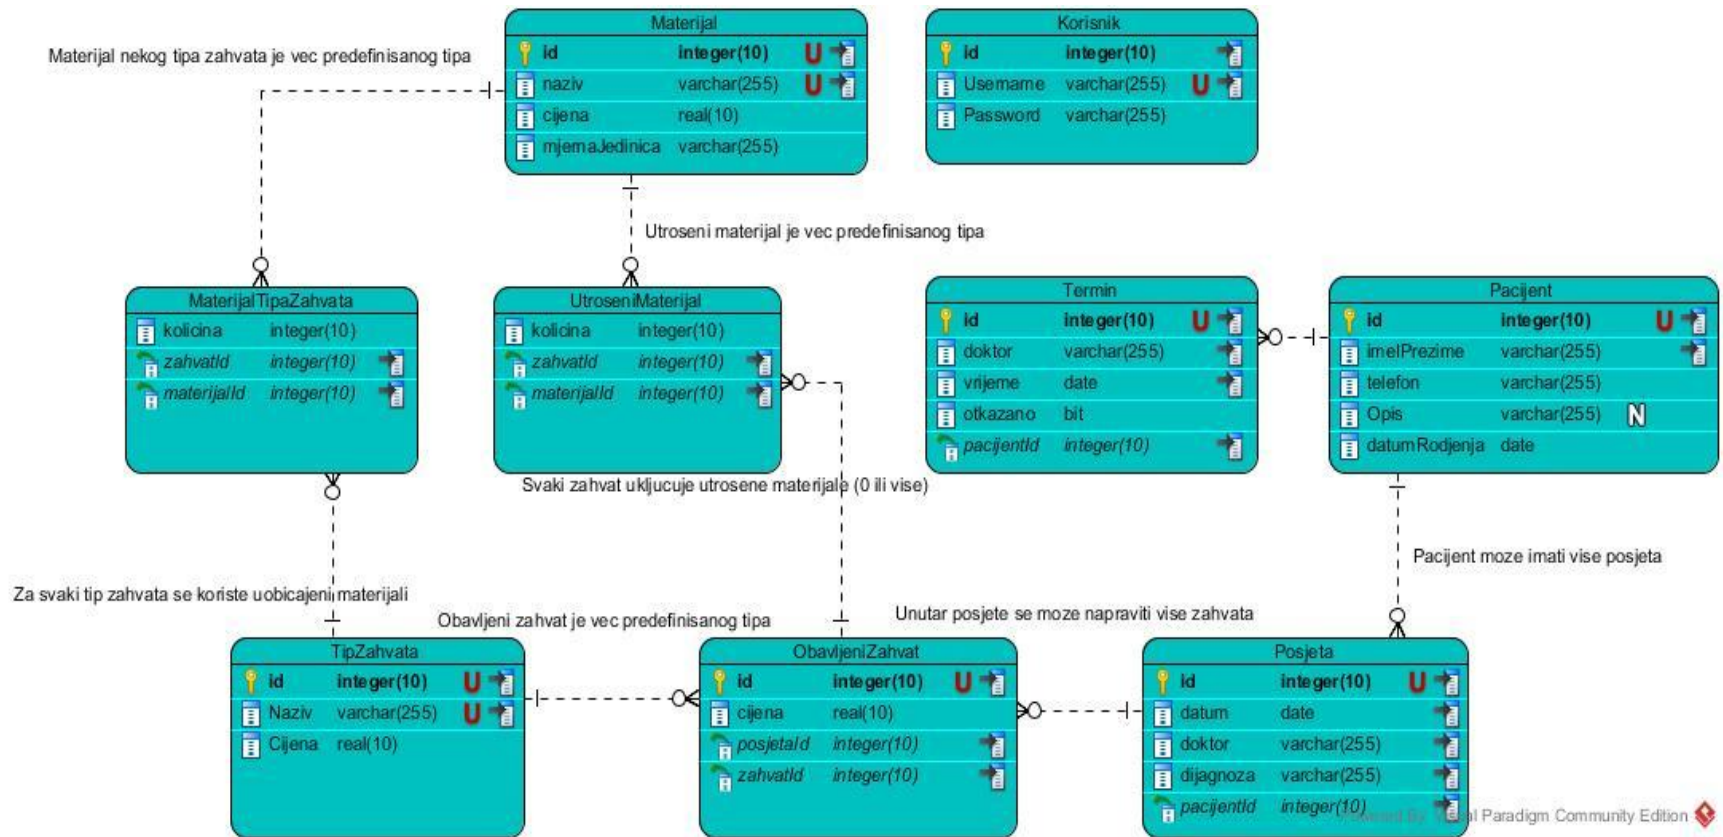 Materijal
id integer(10) U
naziv varchar(255) U
cijena real(10)
mjernaJedinica varchar(255)
Korisnik
id integer(10)
Username varchar(255) U
Password varchar(255)
Materijal nekog tipa zahvata je vec predefinisanog tipa
Utroseni materijal je vec predefinisanog tipa
MaterijalTipaZahvata
kolicina integer(10)
zahvatId integer(10)
materijalId integer(10)
UtroseniMaterijal
kolicina integer(10)
zahvatId integer(10)
materijalId integer(10)
Termin
id integer(10) U
doktor varchar(255)
vrijeme date
otkazano bit
pacijentId integer(10)
Pacijent
id integer(10) U
imeIPrezime varchar(255)
telefon varchar(255)
Opis varchar(255) N
datumRodjenja date
Svaki zahvat ukljucuje utrosene materijale (0 ili vise)
Pacijent moze imati vise posjeta
Za svaki tip zahvata se koriste uobicajeni materijali
Obavljeni zahvat je vec predefinisanog tipa
Unutar posjete se moze napraviti vise zahvata
TipZahvata
id integer(10) U
Naziv varchar(255) U
Cijena real(10)
ObavljeniZahvat
id integer(10) U
cijena real(10)
posjetaId integer(10)
zahvatId integer(10)
Posjeta
id integer(10) U
datum date
doktor varchar(255)
dijagnoza varchar(255)
pacijentId integer(10)
Powered By Visual Paradigm Community Edition